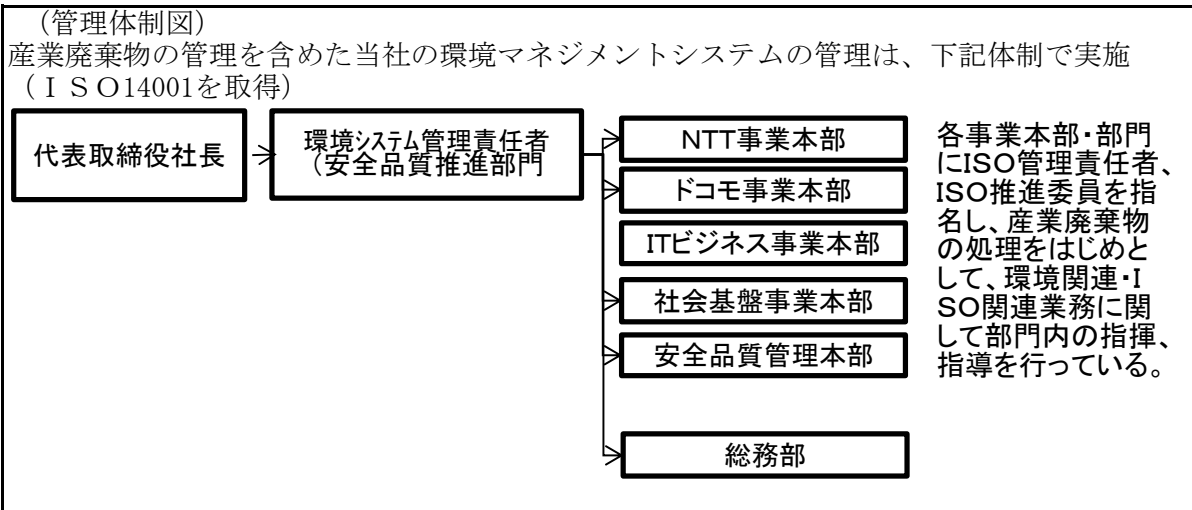 （管理体制図）
産業廃棄物の管理を含めた当社の環境マネジメントシステムの管理は、下記体制で実施
（ＩＳＯ14001を取得）
代表取締役社長
環境ｼｽﾃﾑ管理責任者
（安全品質推進部門
NTT事業本部
ドコモ事業本部
ITビジネス事業本部
社会基盤事業本部
安全品質管理本部
総務部
各事業本部・部門
にISO管理責任者、
ISO推進委員を指
名し、産業廃棄物
の処理をはじめと
して、環境関連・I
SO関連業務に関
して部門内の指揮、
指導を行っている。